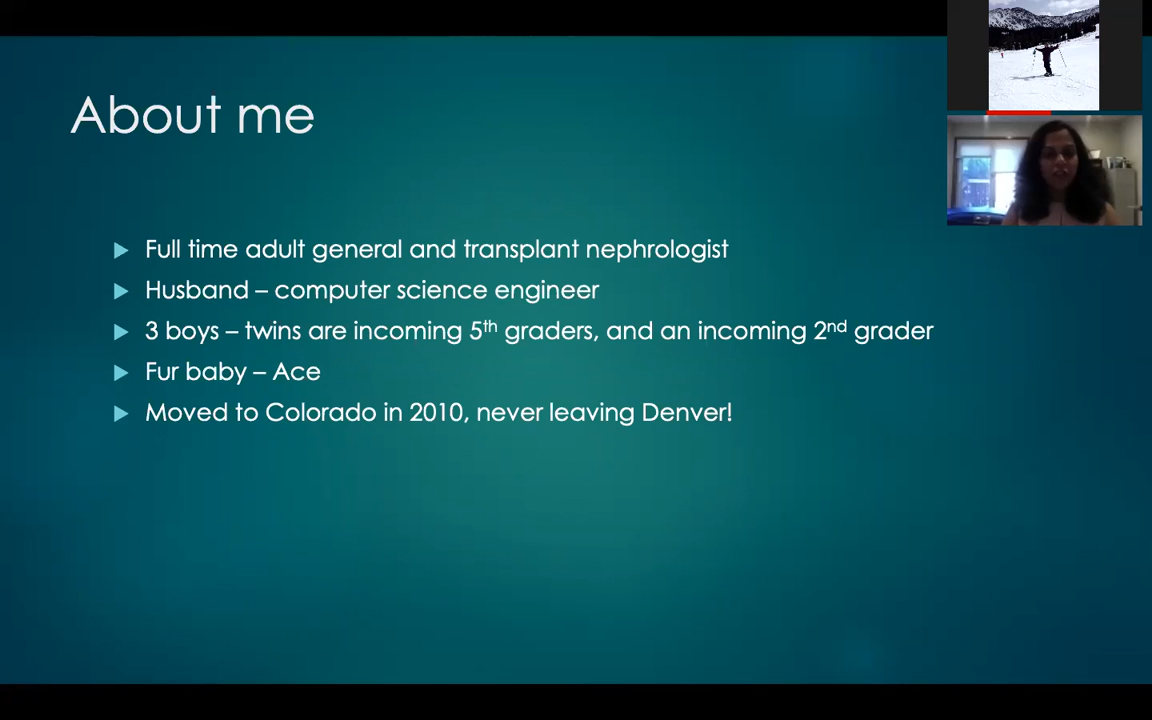 About me
Full time adult general and transplant nephrologist
Husband – computer science engineer
3 boys – twins are incoming 5th graders, and an incoming 2nd grader
Fur baby – Ace
Moved to Colorado in 2010, never leaving Denver!